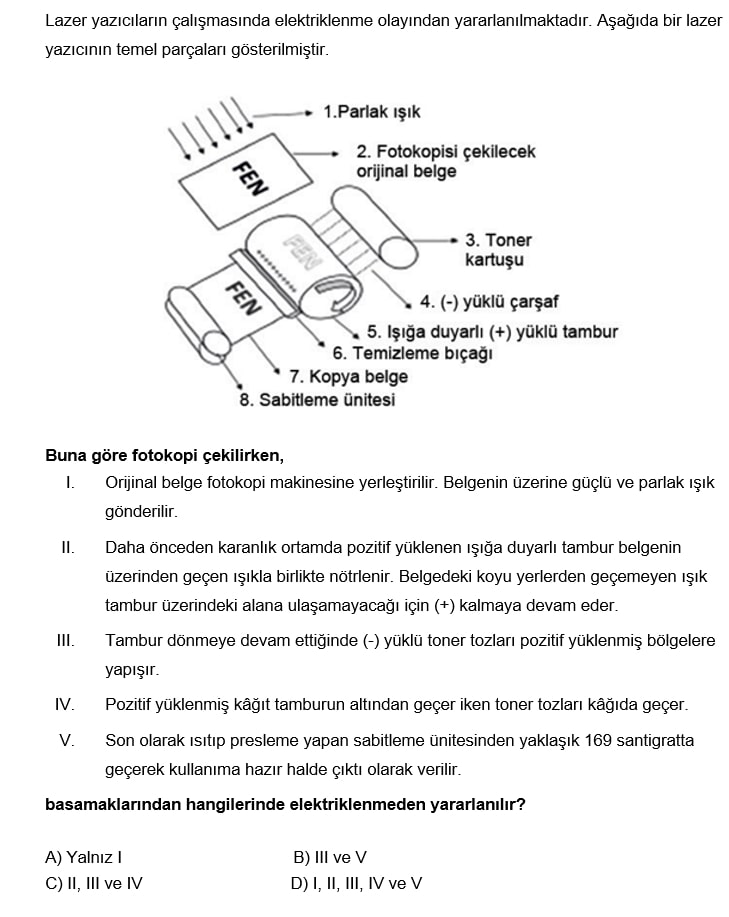 Lazer yazıcıların çalışmasında elektriklenme olayından yararlanılmaktadır. Aşağıda bir lazer
yazıcının temel parçaları gösterilmiştir.
1.Parlak ışık
2. Fotokopisi çekilecek
orijinal belge
FEN
3. Toner
kartuşu
FEN
4. (-) yüklü çarşaf
FEN
5. Işığa duyarlı (+) yüklü tambur
6. Temizleme bıçağı
7. Kopya belge
8. Sabitleme ünitesi
Buna göre fotokopi çekilirken,
I. Orijinal belge fotokopi makinesine yerleştirilir. Belgenin üzerine güçlü ve parlak ışık
gönderilir.
II. Daha önceden karanlık ortamda pozitif yüklenen ışığa duyarlı tambur belgenin
üzerinden geçen ışıkla birlikte nötrlenir. Belgedeki koyu yerlerden geçemeyen ışık
tambur üzerindeki alana ulaşamayacağı için (+) kalmaya devam eder.
III. Tambur dönmeye devam ettiğinde (-) yüklü toner tozları pozitif yüklenmiş bölgelere
yapışır.
IV. Pozitif yüklenmiş kâğıt tamburun altından geçer iken toner tozları kâğıda geçer.
V. Son olarak ısıtıp presleme yapan sabitleme ünitesinden yaklaşık 169 santigratta
geçerek kullanıma hazır halde çıktı olarak verilir.
basamaklarından hangilerinde elektriklenmeden yararlanılır?
A) Yalnız I B) III ve V
C) II, III ve IV D) I, II, III, IV ve V